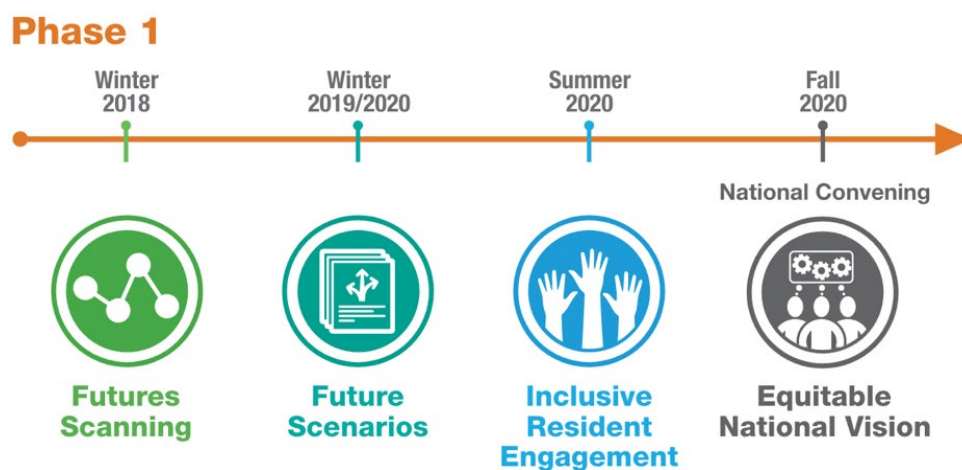 Phase 1
Winter
2018
Winter
2019/2020
Summer
2020
Fall
2020
National Convening
Futures
Scanning
Future
Scenarios
Inclusive
Resident
Engagement
Equitable
National Vision